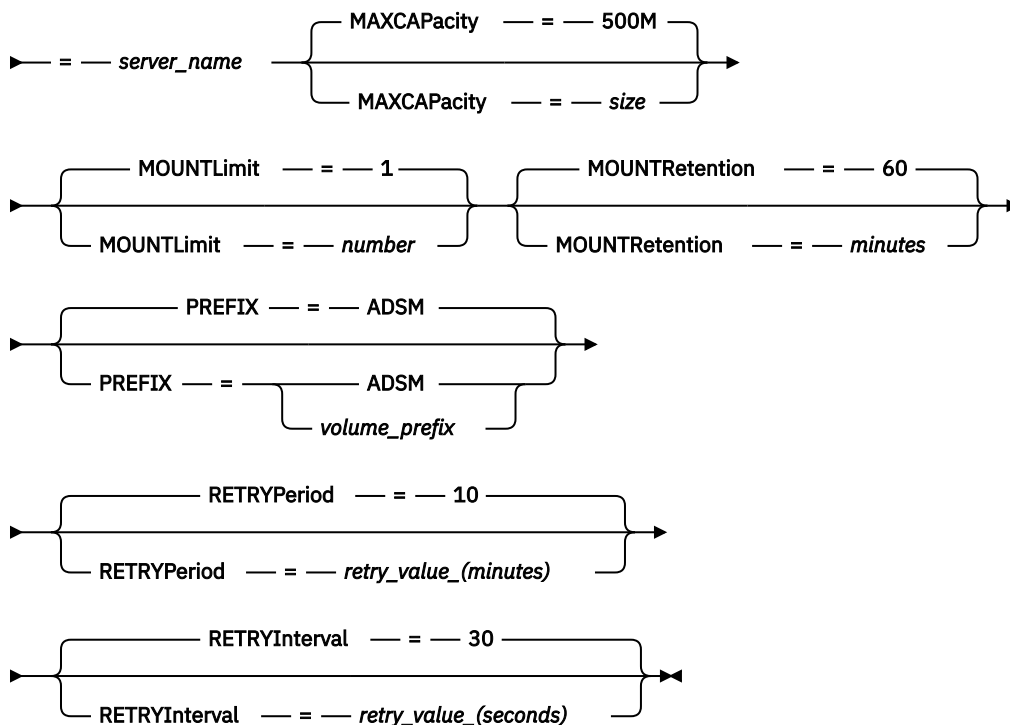 MAXCAPacity = 500M
= server_name
MAXCAPacity = size
MOUNTLimit = 1 MOUNTRetention = 60
MOUNTLimit = number MOUNTRetention = minutes
PREFIX = ADSM
PREFIX = ADSM
volume_prefix
RETRYPeriod = 10
RETRYPeriod = retry_value_(minutes)
RETRYInterval = 30
RETRYInterval = retry_value_(seconds)